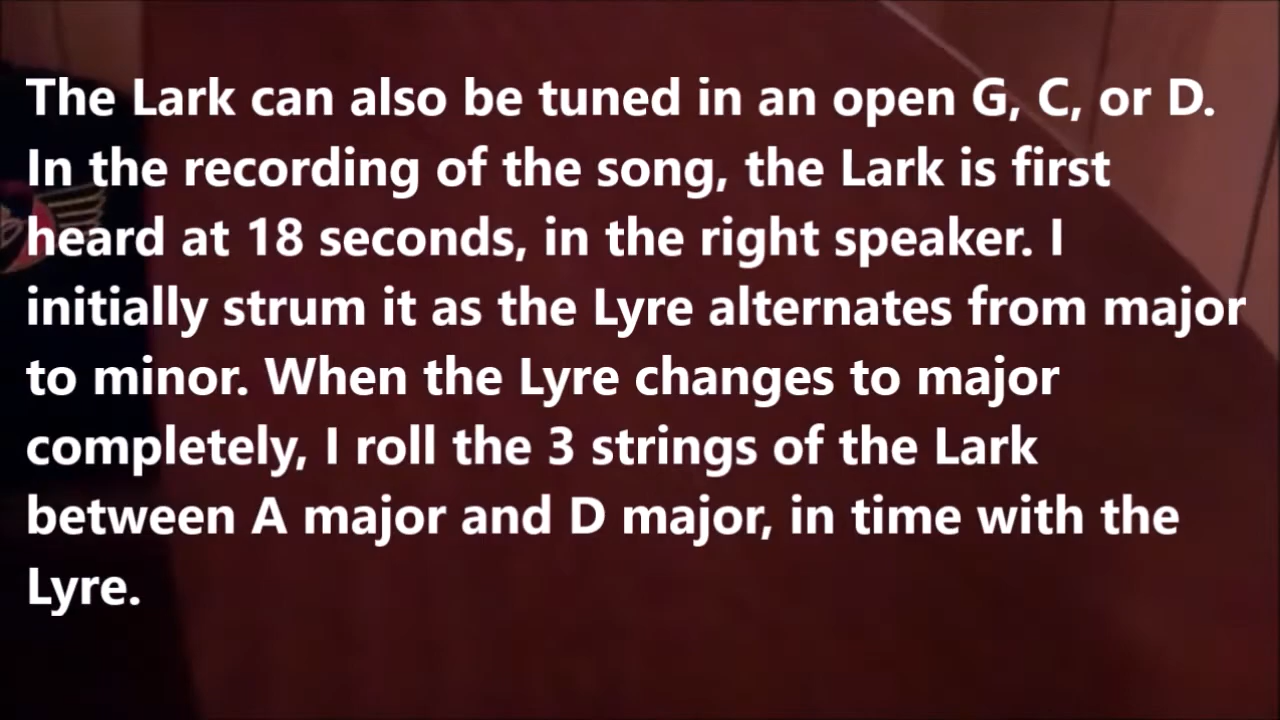 The Lark can also be tuned in an open G, C, or D.
In the recording of the song, the Lark is first
heard at 18 seconds, in the right speaker. I
initially strum it as the Lyre alternates from major
to minor. When the Lyre changes to major
completely, I roll the 3 strings of the Lark
between A major and D major, in time with the
Lyre.